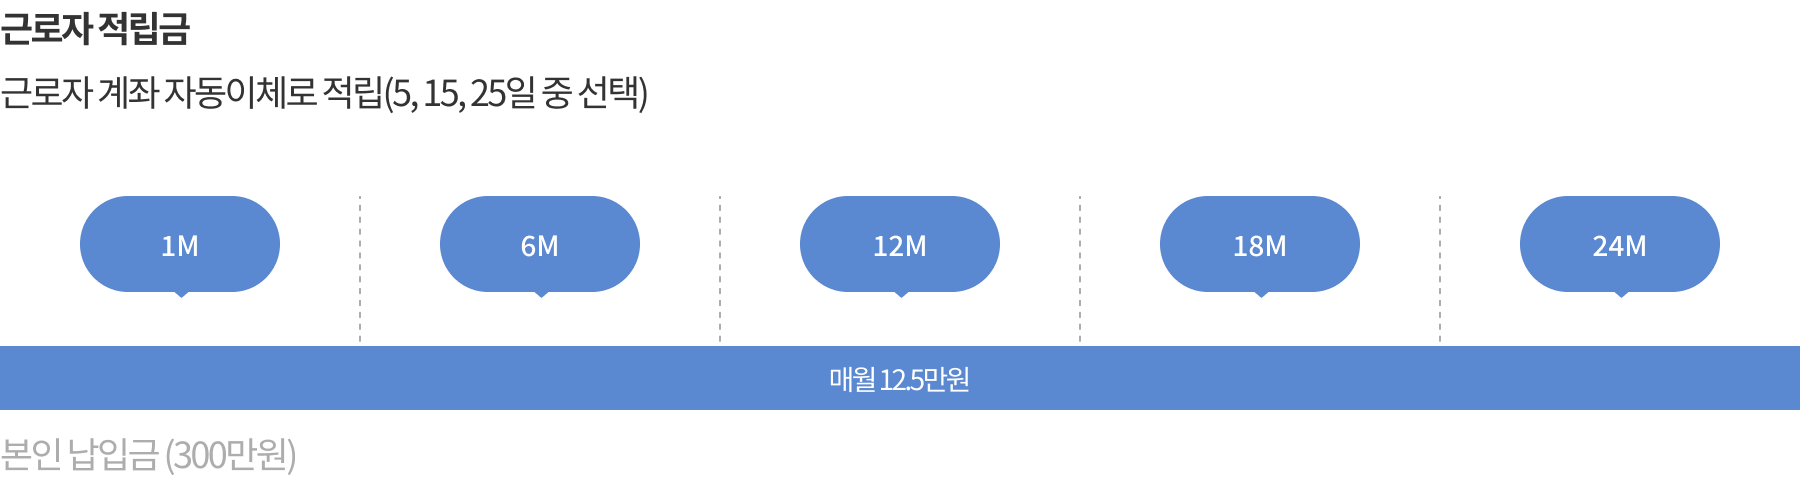 근로자 적립금
근로자 계좌 자동이체로 적립(5, 15, 25일 중 선택)
1M 6M 12M 18M 24M
매월 12.5만원
본인 납입금 (300만원)